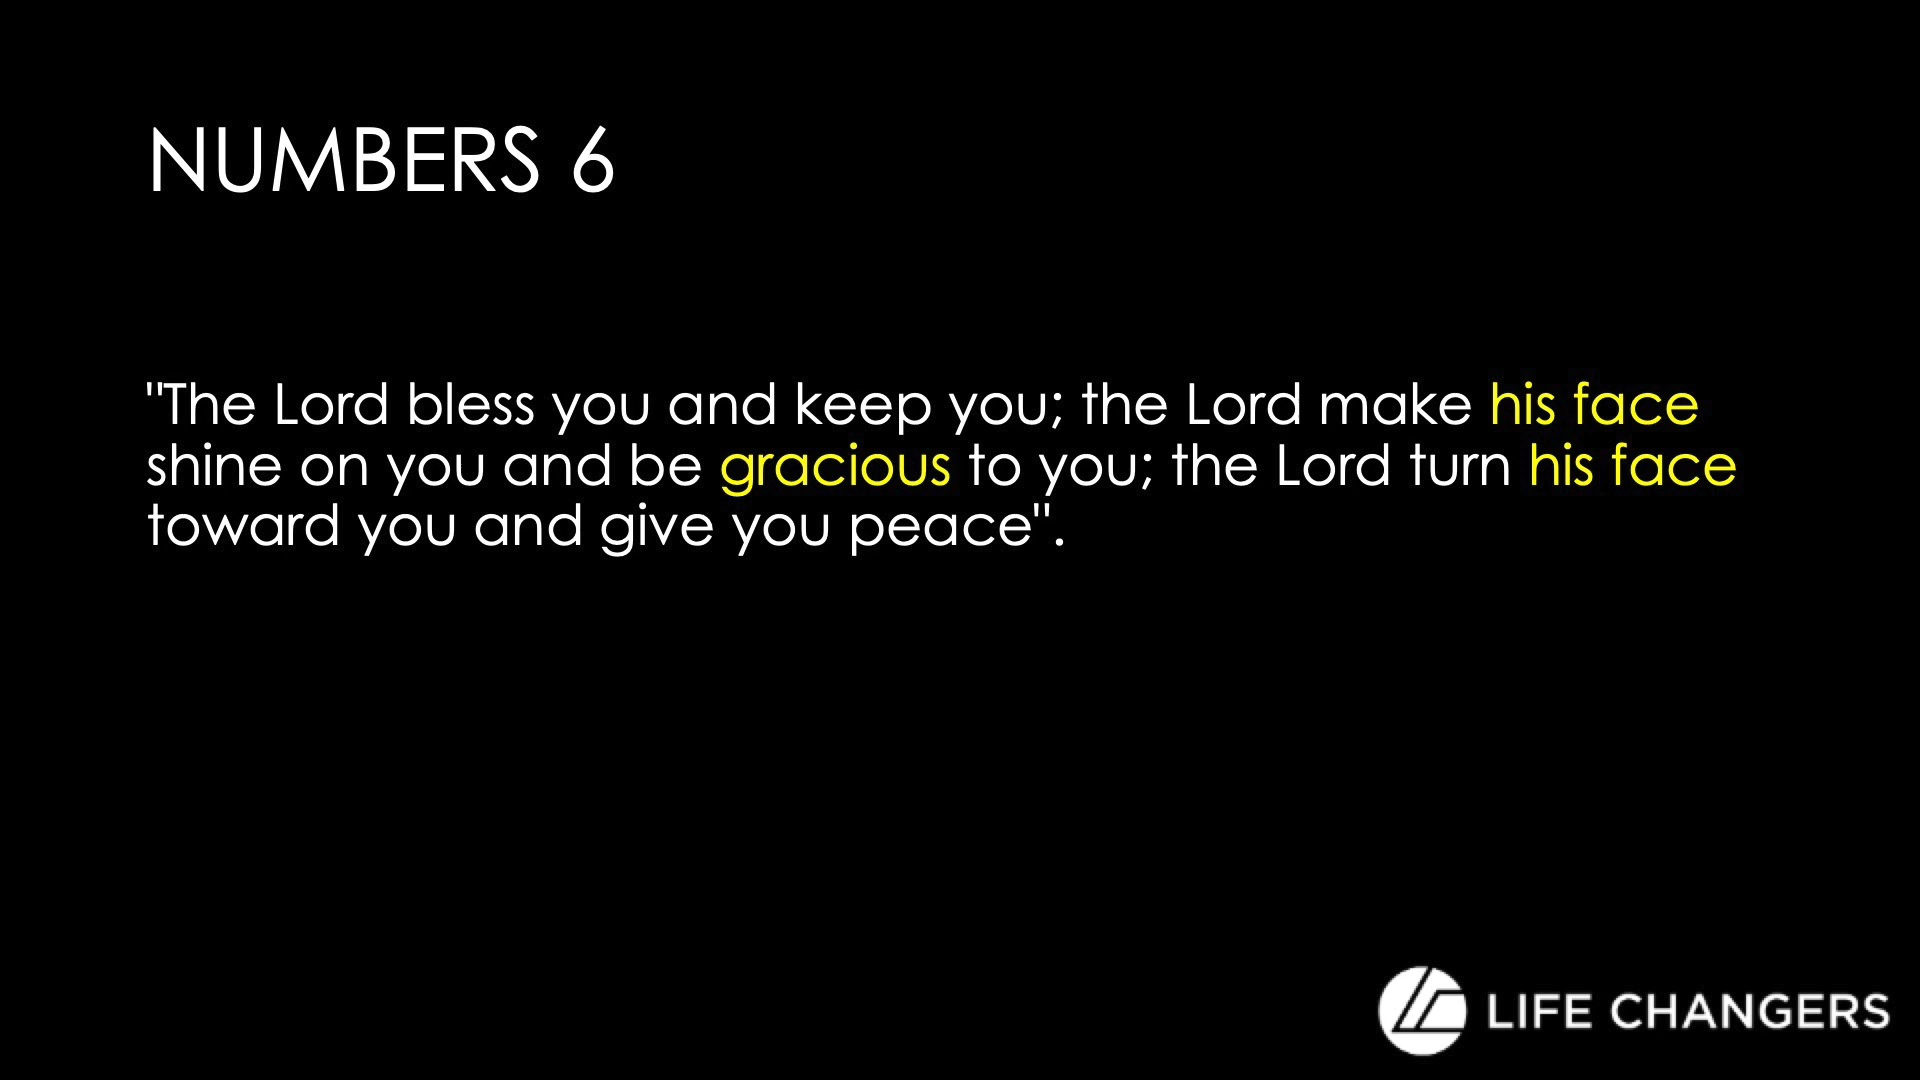 NUMBERS 6
"The Lord bless you and keep you; the Lord make his face
shine on you and be gracious to you; the Lord turn his face
toward you and give you peace".
LIFE CHANGERS